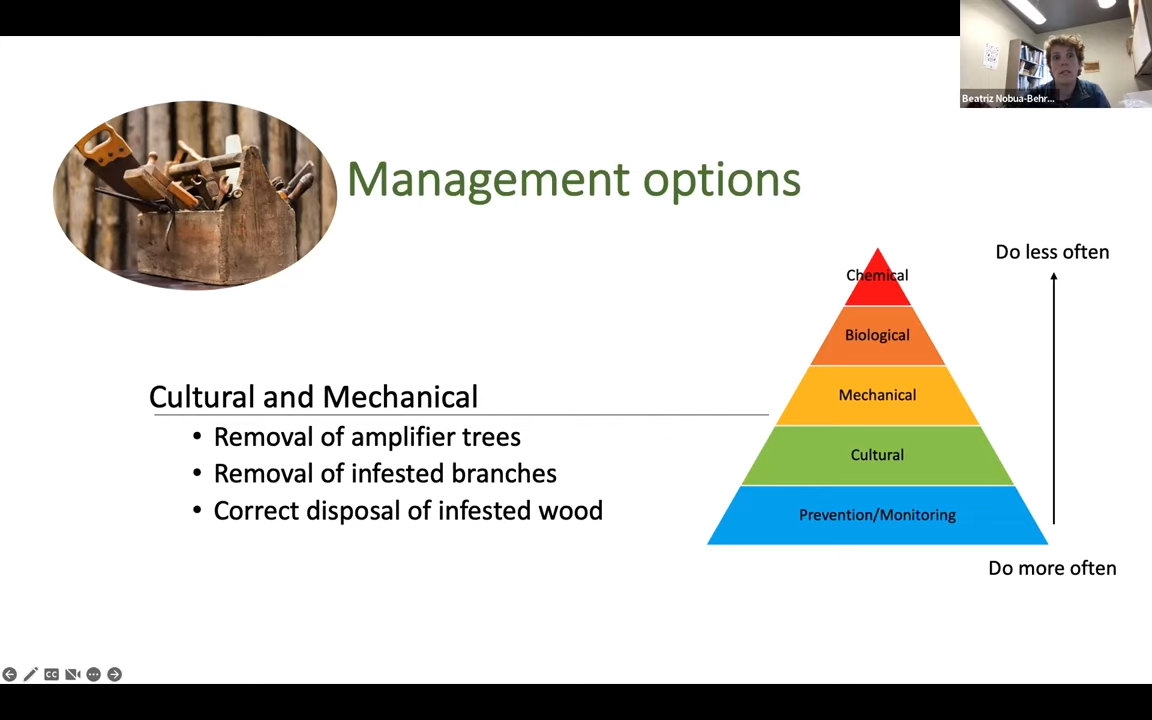 Beatriz Nobua-Behr...
Management options
Do less often
Chemical
Biological
Mechanical
Cultural
Prevention/Monitoring
Do more often
Cultural and Mechanical
• Removal of amplifier trees
• Removal of infested branches
• Correct disposal of infested wood
CC